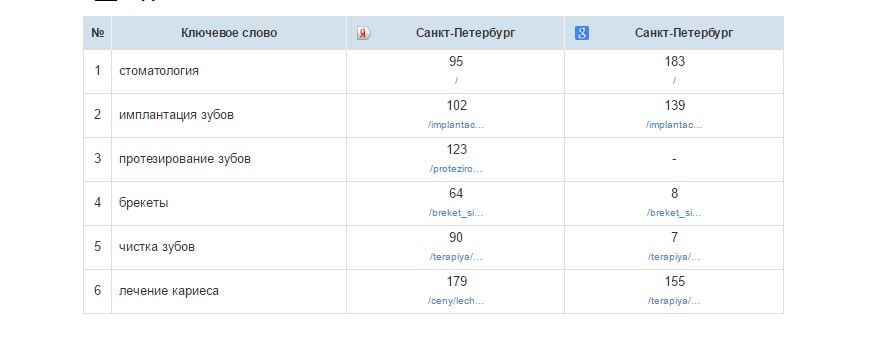 № Ключевое слово Санкт-Петербург Санкт-Петербург
1 стоматология 95 183
/ /
2 имплантация зубов 102 139
/implantac... /implantac...
3 протезирование зубов 123 -
/proteziro...
4 брекеты 64 8
/breket_si... /breket_si...
5 чистка зубов 90 7
/terapiya/... /terapiya/...
6 лечение кариеса 179 155
/ceny/lech... /terapiya/...